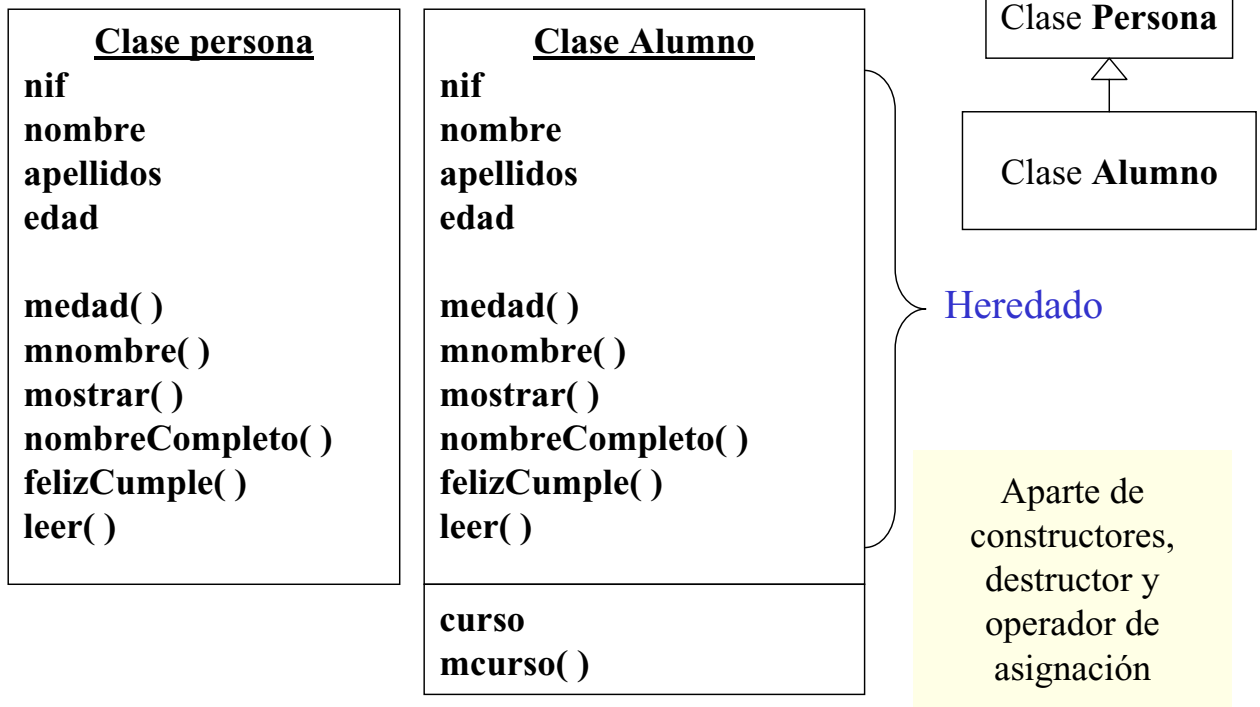 Clase persona
nif
nombre
apellidos
edad
medad( )
mnombre( )
mostrar( )
nombreCompleto( )
felizCumple( )
leer( )
Clase Alumno
nif
nombre
apellidos
edad
medad( )
mnombre( )
mostrar( )
nombreCompleto( )
felizCumple( )
leer( )
curso
mcurso( )
Clase Persona
Clase Alumno
Heredado
Aparte de
constructores,
destructor y
operador de
asignación